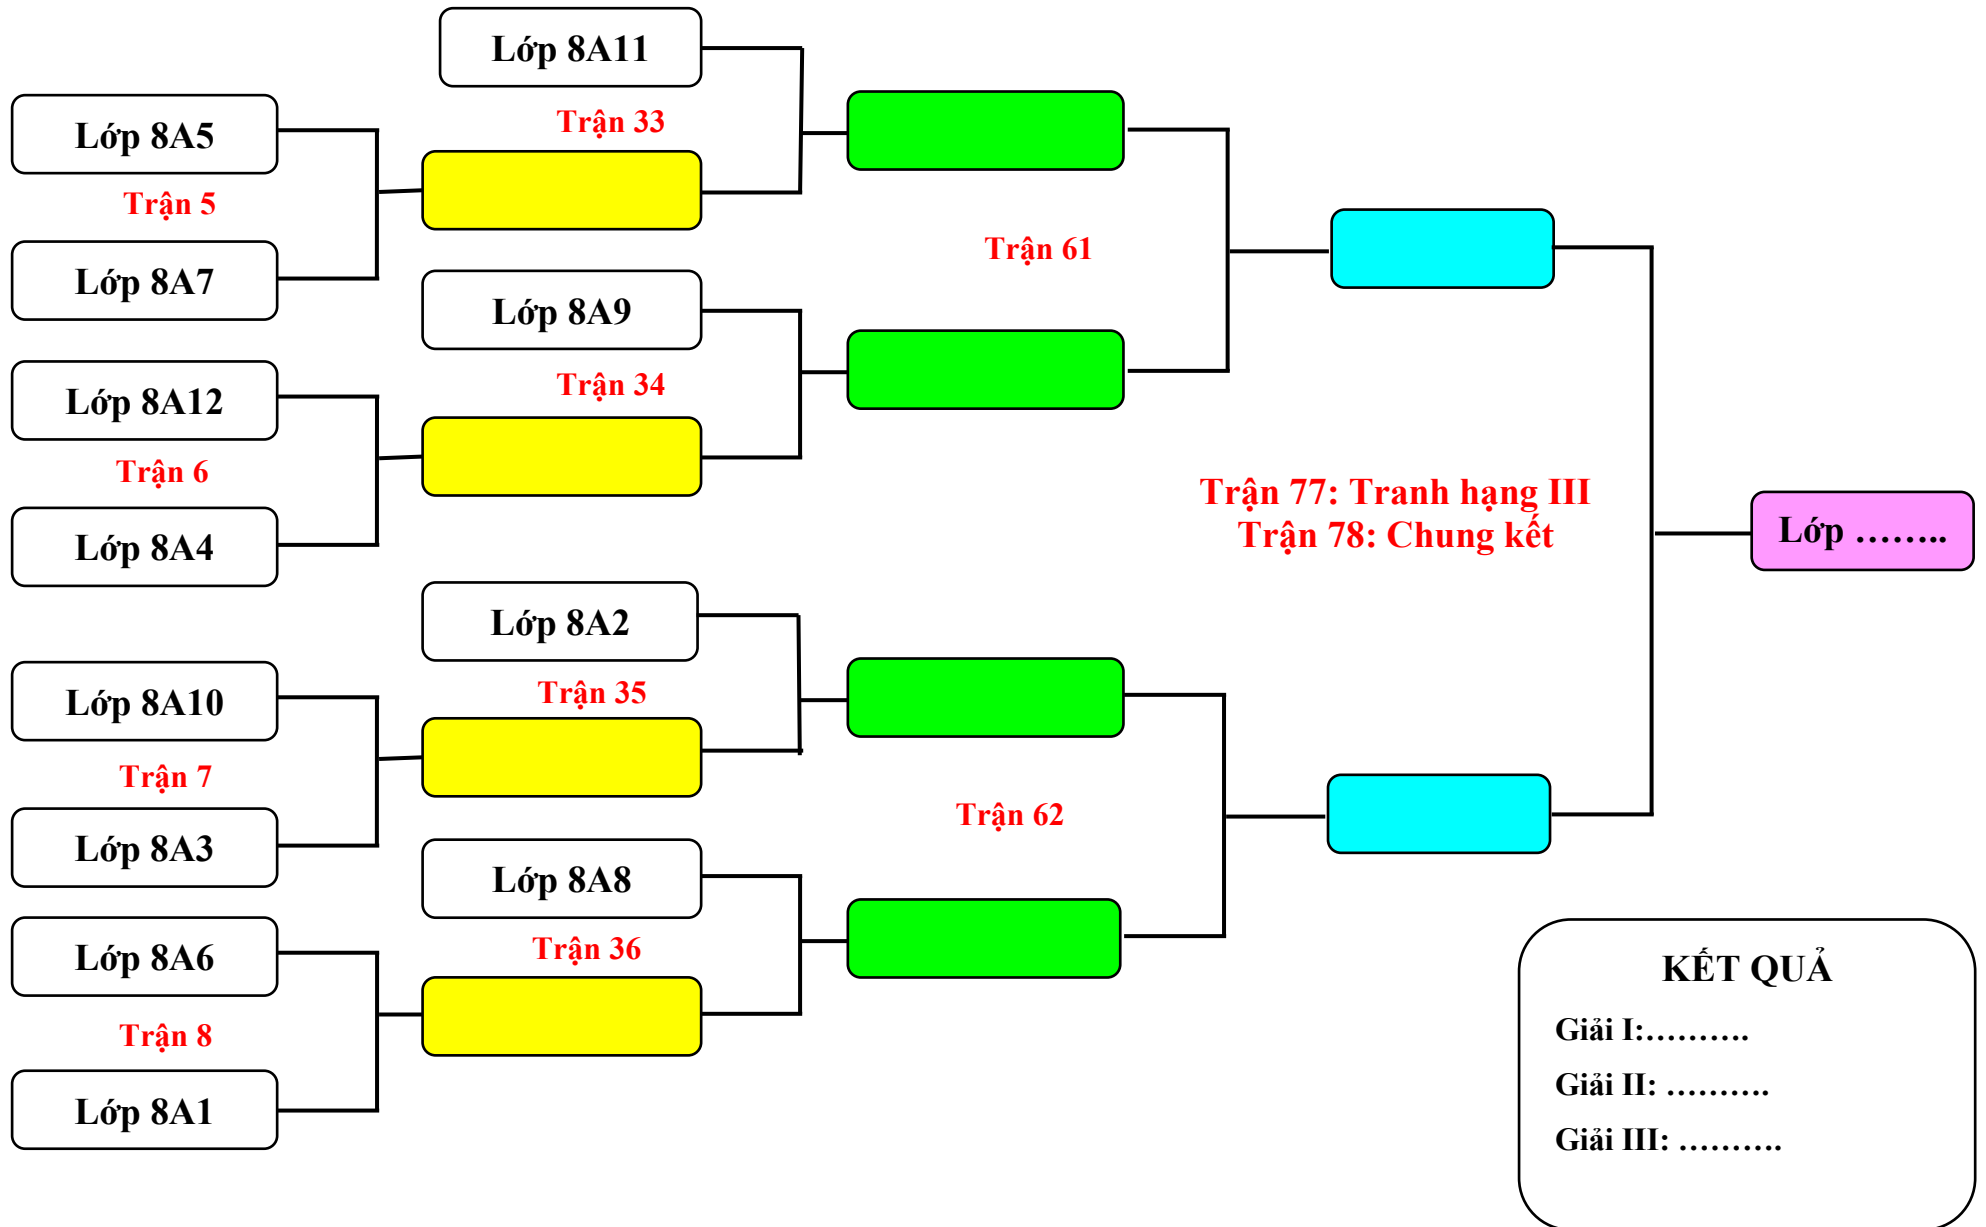 Lớp 8A11
Trận 33
Lớp 8A5
Trận 5
Lớp 8A7
Trận 61
Lớp 8A9
Trận 34
Lớp 8A12
Trận 6
Lớp 8A4
Trận 77: Tranh hạng III
Trận 78: Chung kết
Lớp ……..
Lớp 8A2
Trận 35
Lớp 8A10
Trận 7
Lớp 8A3
Trận 62
Lớp 8A8
Trận 36
Lớp 8A6
Trận 8
Lớp 8A1
KẾT QUẢ
Giải I:……….
Giải II: ……….
Giải III: ……….